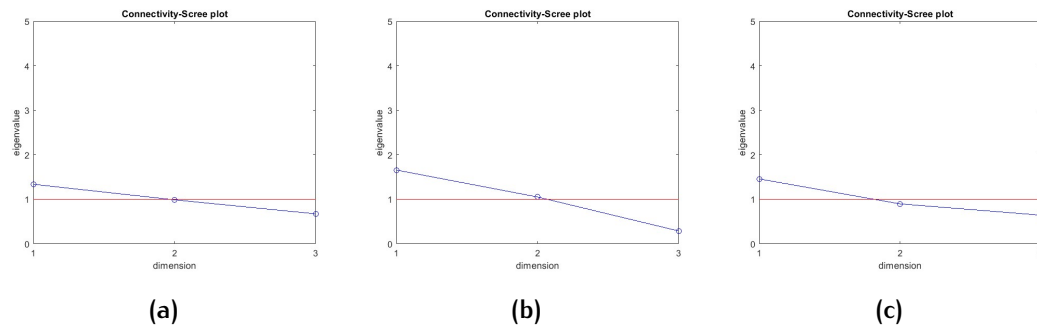 Connectivity-Scree plot
5
4
3
2
1
0
eigenvalue
1 2 3
dimension
(a)
Connectivity-Scree plot
5
4
3
2
1
0
eigenvalue
1 2 3
dimension
(b)
Connectivity-Scree plot
5
4
3
2
1
0
eigenvalue
1 2
dimension
(c)